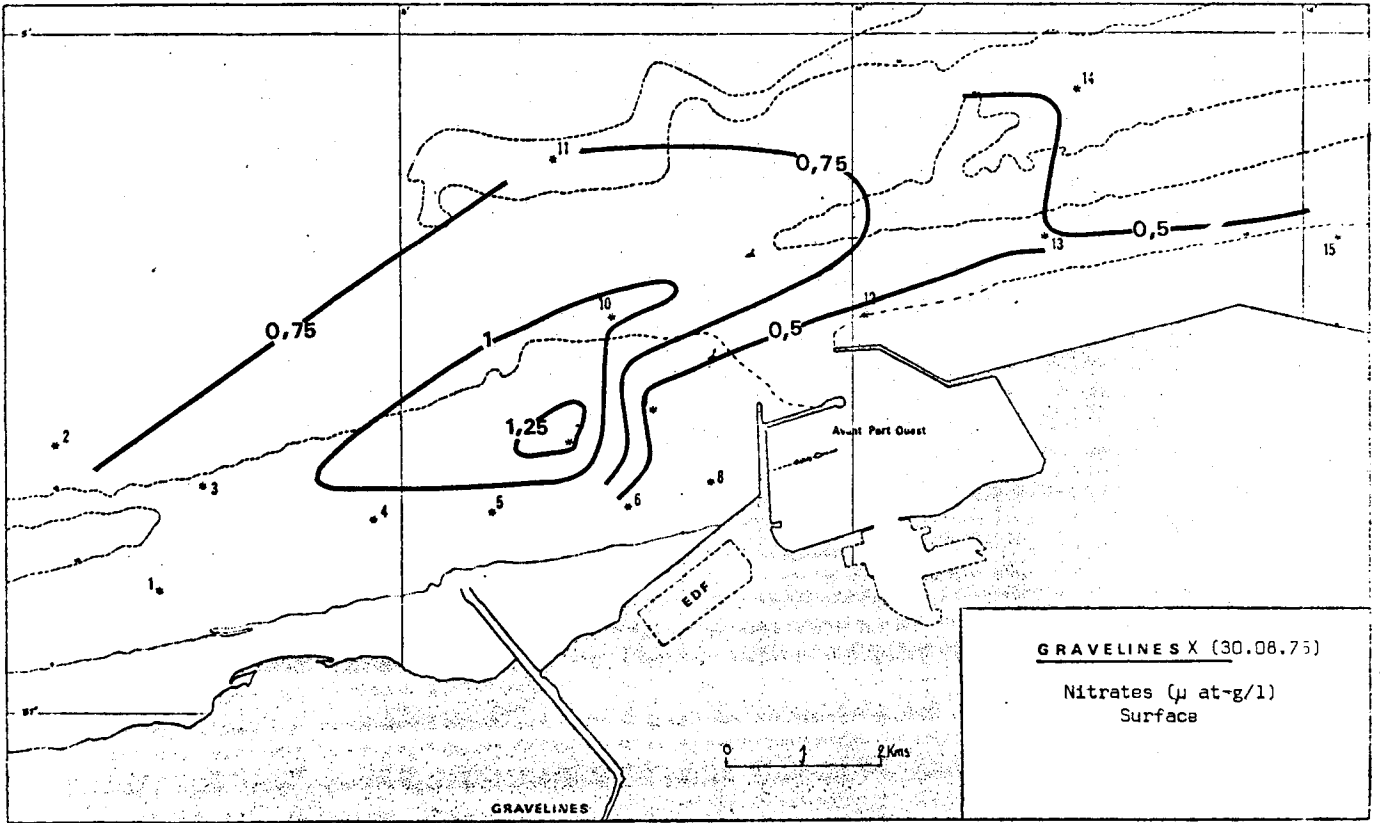 14
11
0,75
0,5
13
15
10
12
0,75
1
0,5
1,25
2
3
4
5
6
8
1
Avant Port Ouest
EDF
GRAVELINES
0 1 2 Kms
GRAVELINES X (30.08.75)
Nitrates (µ at-g/l)
Surface